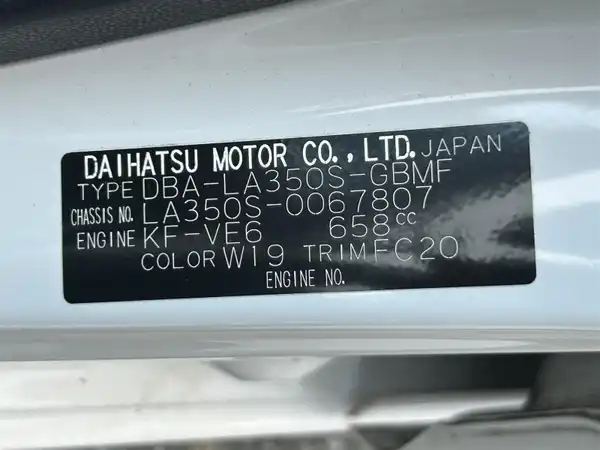 DAIHATSU MOTOR CO., LTD. JAPAN
TYPE DBA-LA350S-GBMF
CHASSIS NO. LA350S-0067807
ENGINE KF-VE6 658CC
COLOR W19 TRIM FC20
ENGINE NO.